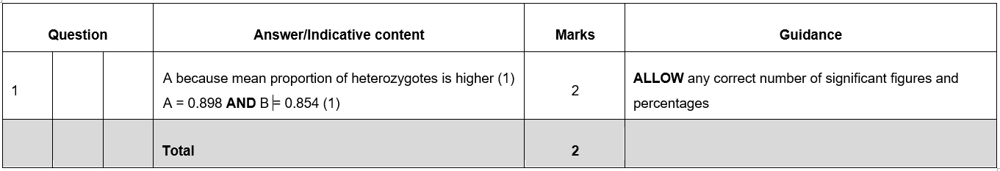 Question Answer/Indicative content Marks Guidance
1
A because mean proportion of heterozygotes is higher (1)
A = 0.898 AND B = 0.854 (1)
2
ALLOW any correct number of significant figures and
percentages
Total 2